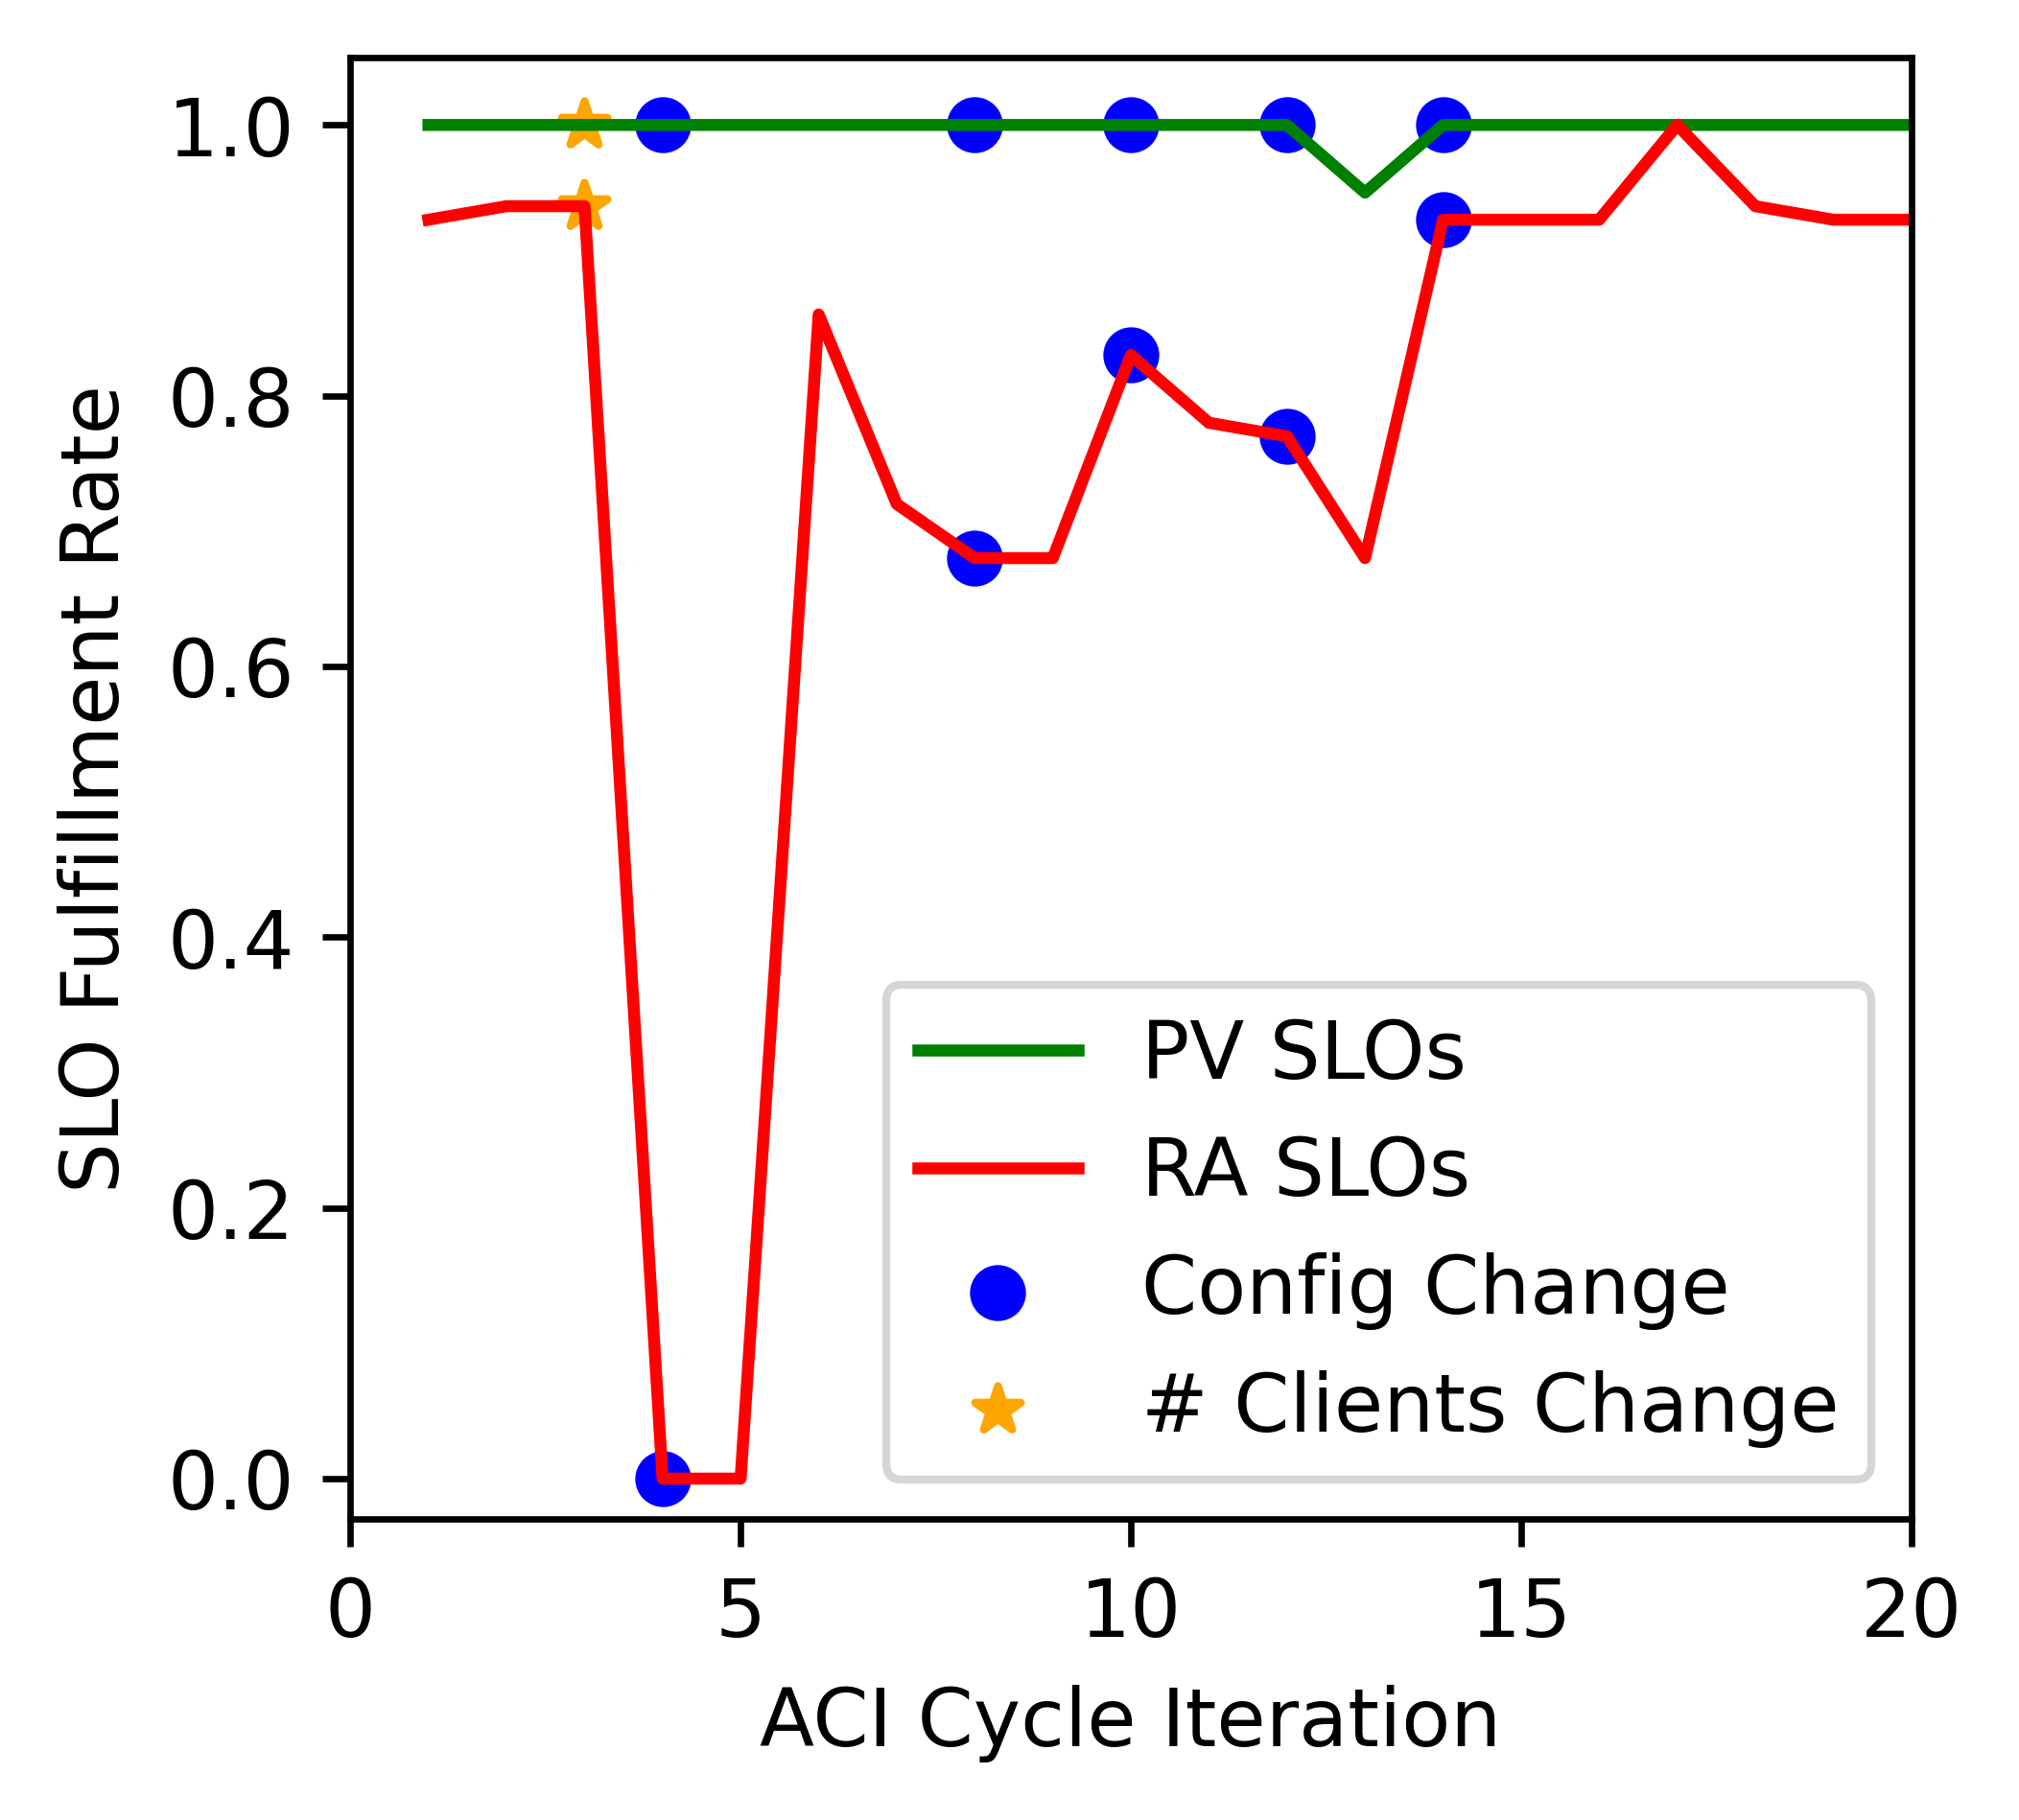 SLO Fulfillment Rate
1.0
0.8
0.6
0.4
0.2
0.0
PV SLOs
RA SLOs
Config Change
# Clients Change
0 5 10 15 20
ACI Cycle Iteration